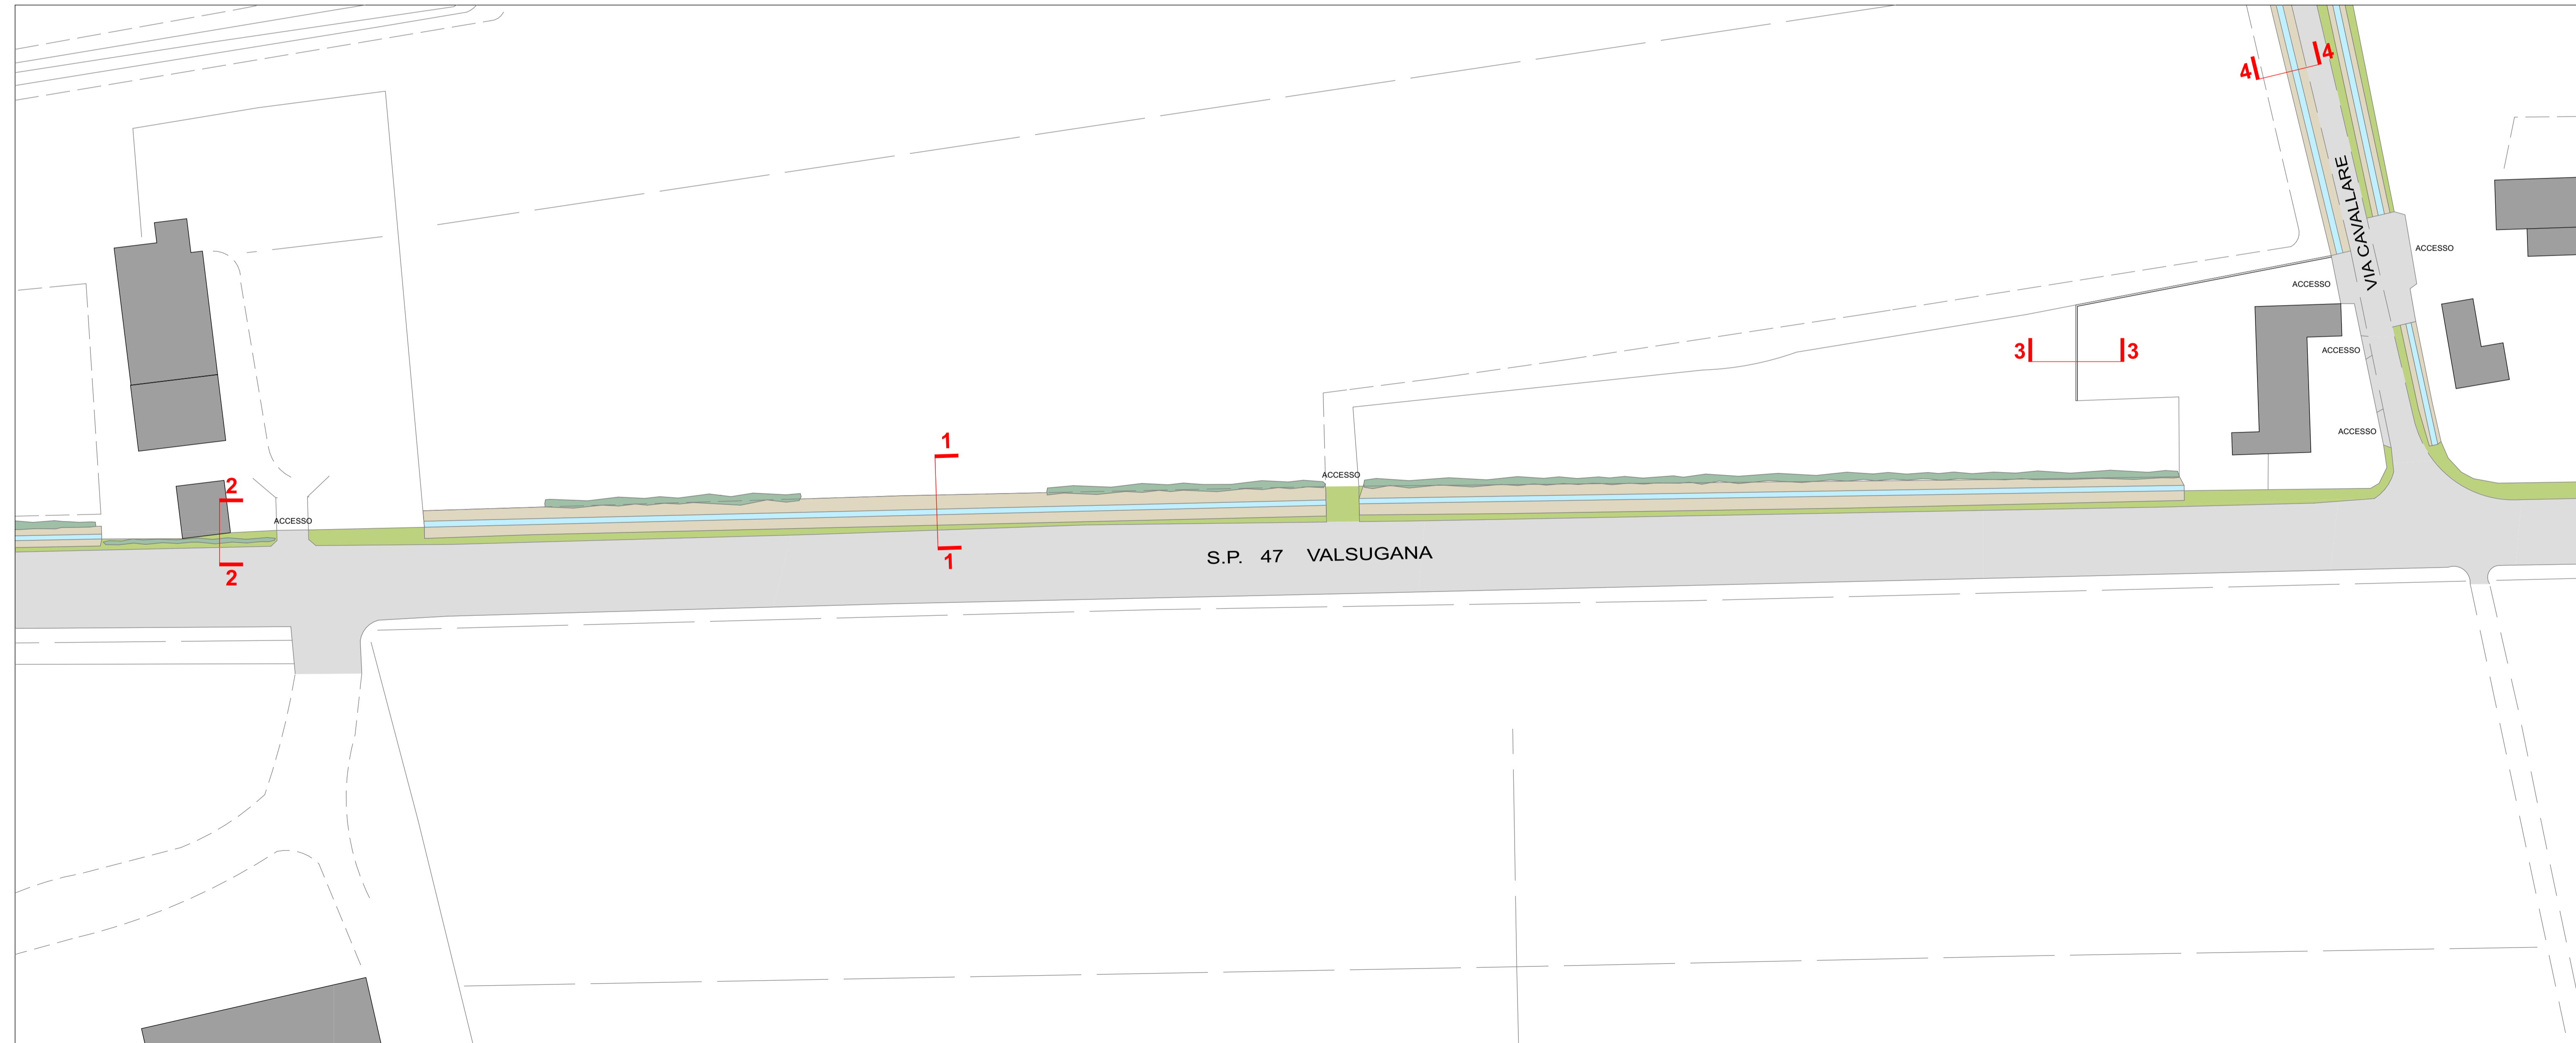 4
4
VIA CAVALLARE
ACCESSO
ACCESSO
3
3
ACCESSO
ACCESSO
1
ACCESSO
2
ACCESSO
S.P. 47 VALSUGANA
1
2